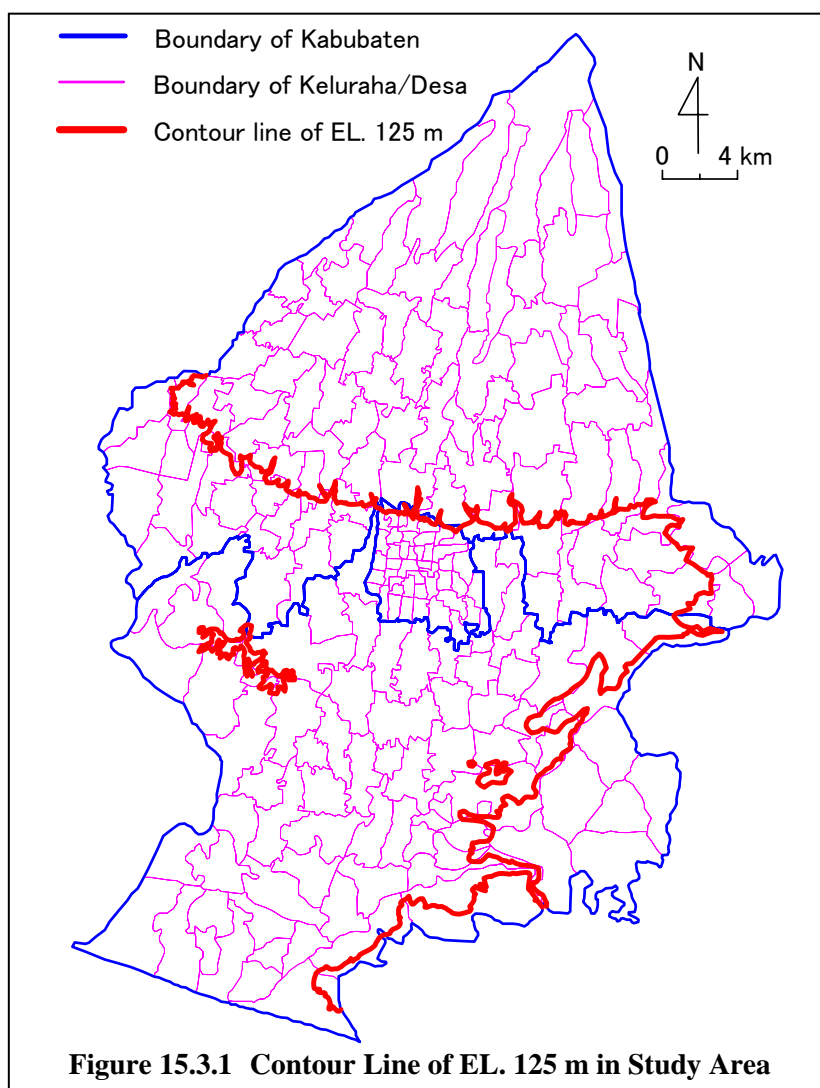 Boundary of Kabubaten
Boundary of Keluraha/Desa
Contour line of EL. 125 m
N
0 4 km
Figure 15.3.1 Contour Line of EL. 125 m in Study Area